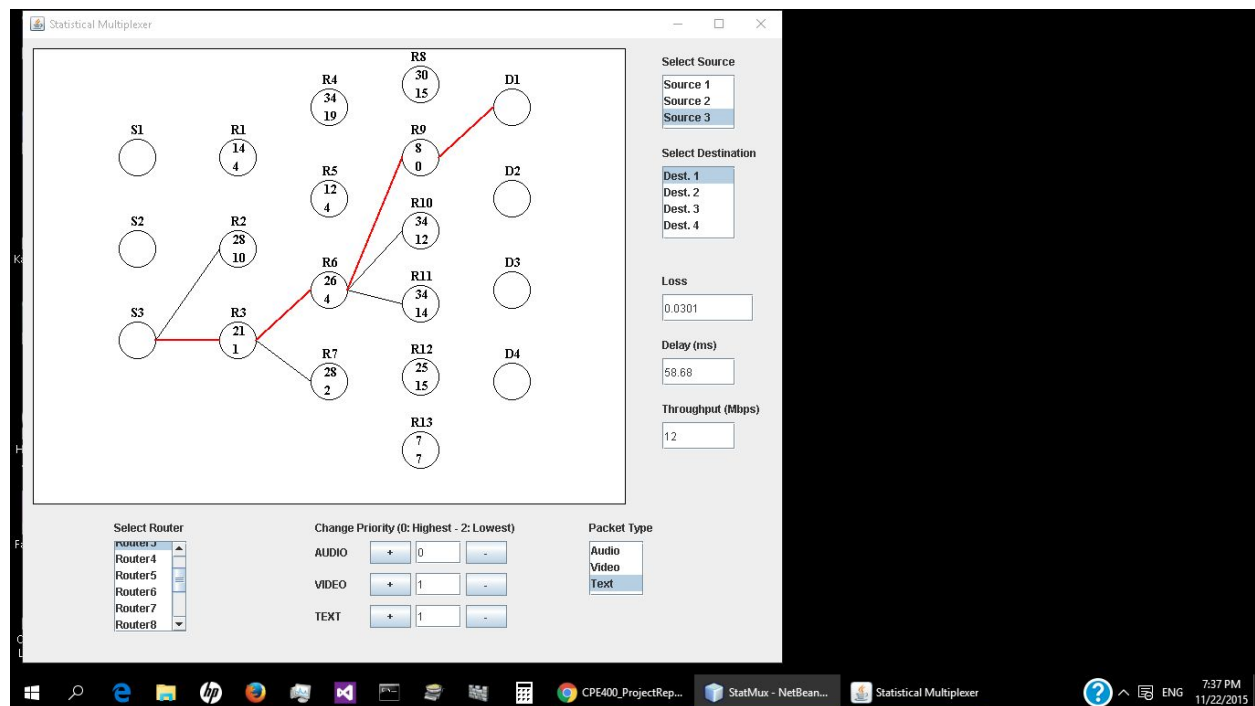 Statistical Multiplexer
R8
30
15
R4
34
19
D1
S1
R1
14
4
R9
8
0
R5
12
4
D2
S2
R2
28
10
R10
34
12
R6
26
4
R11
34
14
D3
S3
R3
21
1
R7
28
2
R12
25
15
D4
R13
7
7
Select Source
Source 1
Source 2
Source 3
Select Destination
Dest. 1
Dest. 2
Dest. 3
Dest. 4
Loss
0.0301
Delay (ms)
58.68
Throughput (Mbps)
12
Select Router
Router3
Router4
Router5
Router6
Router7
Router8
Change Priority (0: Highest - 2: Lowest)
AUDIO + 0 -
VIDEO + 1 -
TEXT + 1 -
Packet Type
Audio
Video
Text
hp
CPE400_ProjectRep...
StatMux - NetBean...
Statistical Multiplexer
?
ENG
7:37 PM
11/22/2015